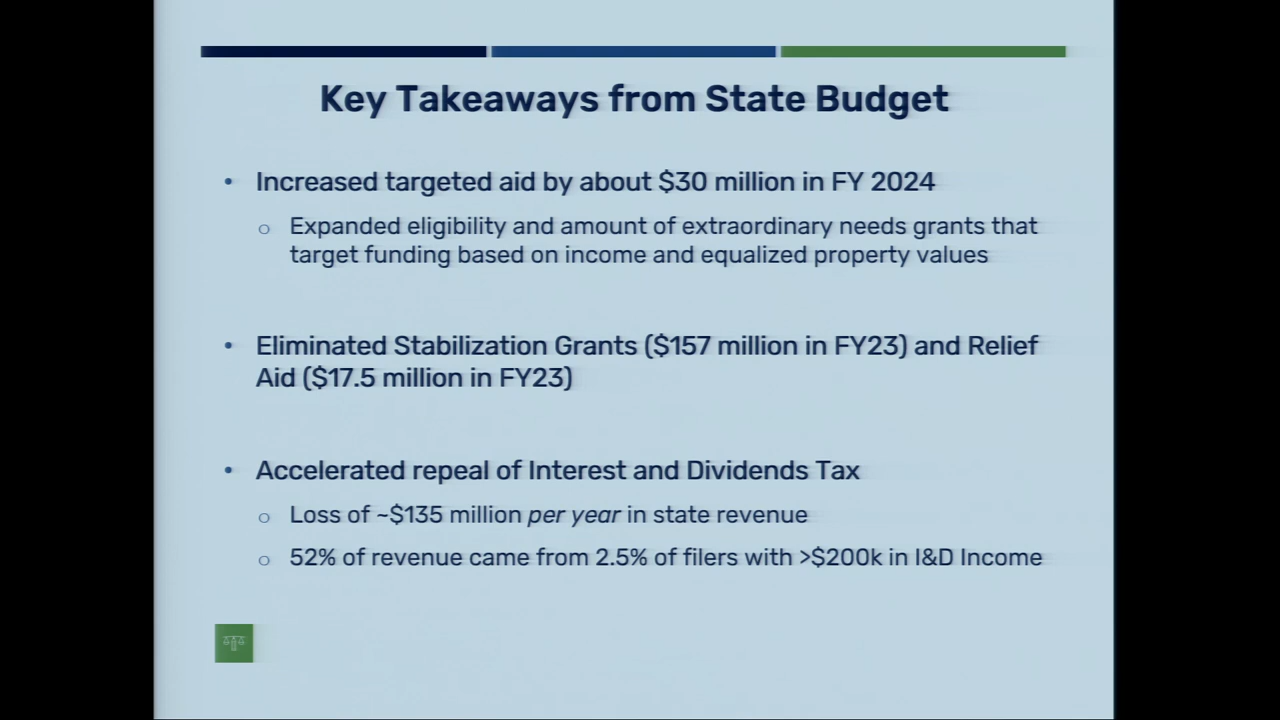 Key Takeaways from State Budget
• Increased targeted aid by about $30 million in FY 2024
o Expanded eligibility and amount of extraordinary needs grants that
target funding based on income and equalized property values
• Eliminated Stabilization Grants ($157 million in FY23) and Relief
Aid ($17.5 million in FY23)
• Accelerated repeal of Interest and Dividends Tax
o Loss of ~$135 million per year in state revenue
o 52% of revenue came from 2.5% of filers with >$200k in I&D Income